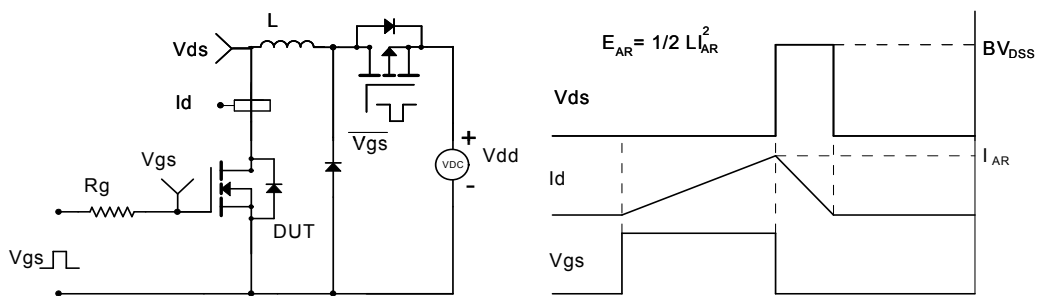 L
Vds
Id
Vgs
Vgs
Rg
DUT
Vgs
+
VDC
Vdd
-
E_AR = 1/2 LI_AR^2
BV_DSS
Vds
I_AR
Id
Vgs